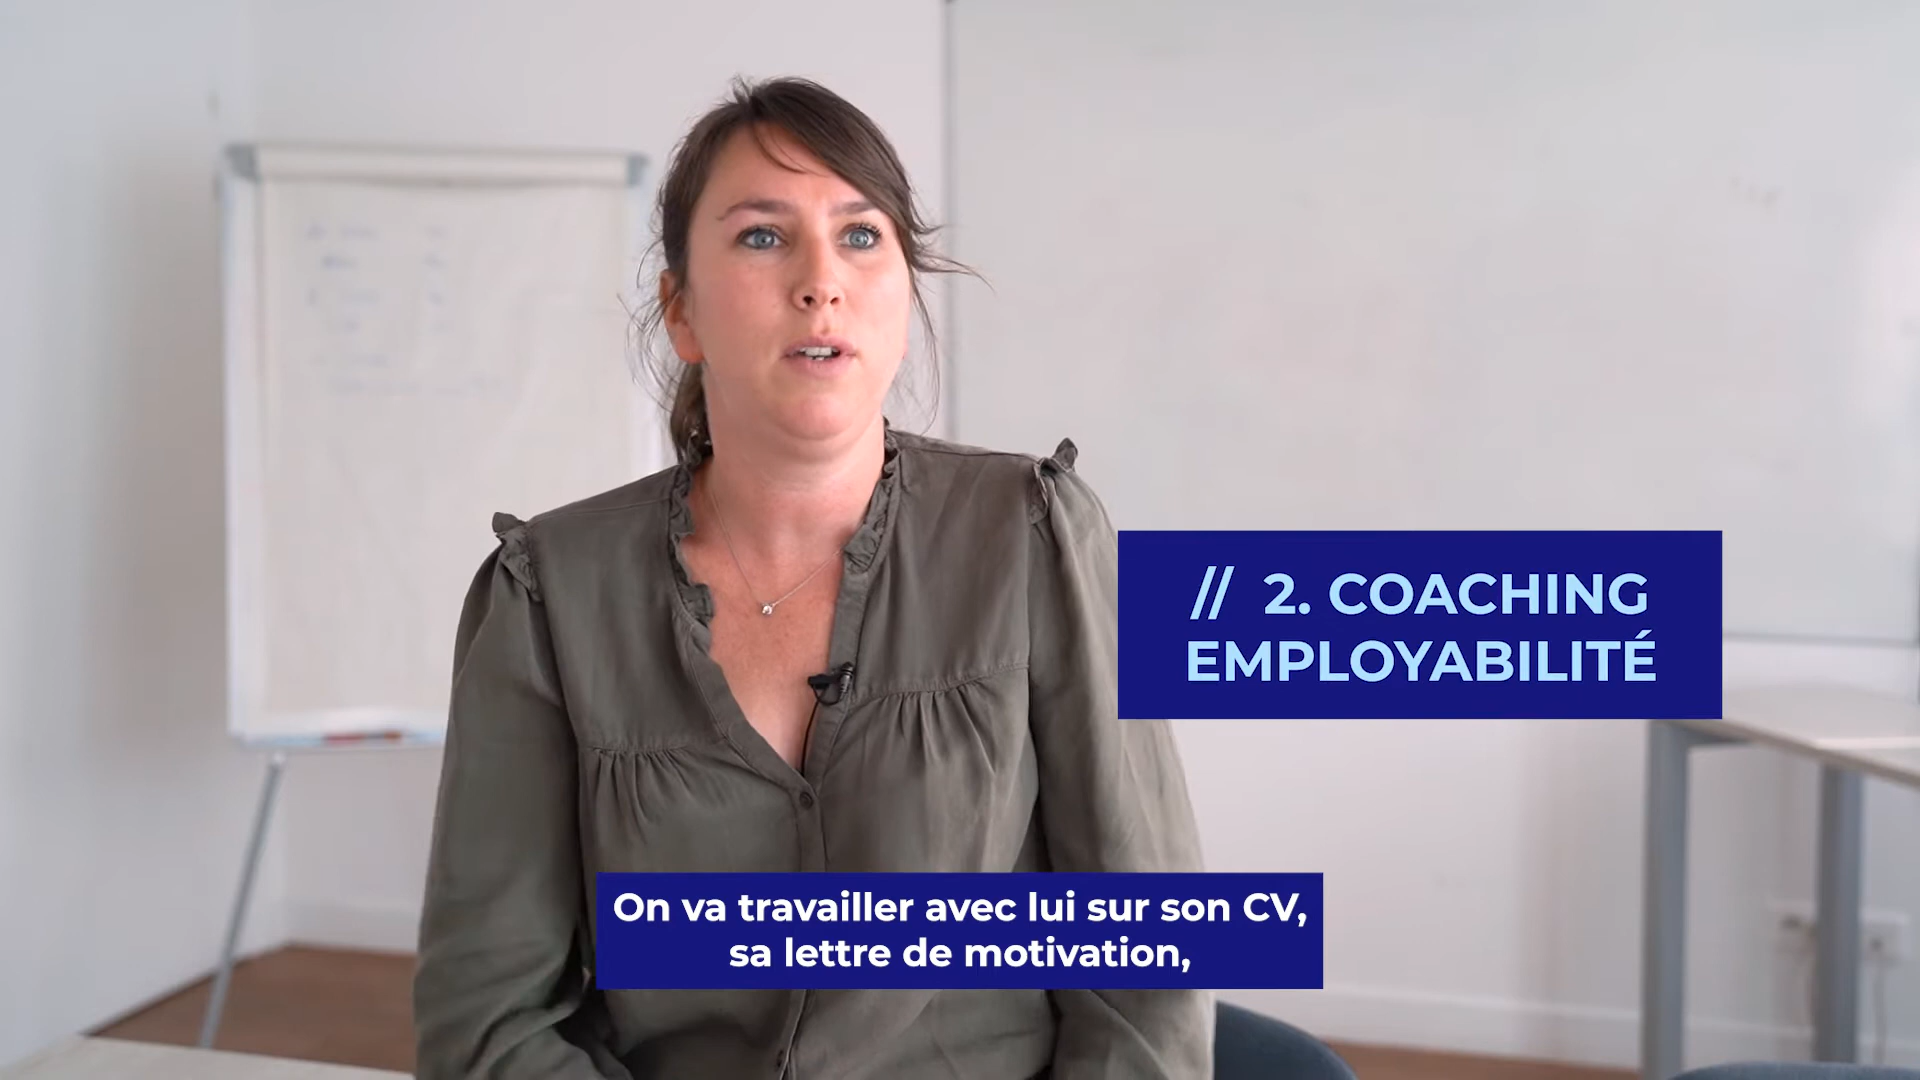 // 2. COACHING
EMPLOYABILITÉ
On va travailler avec lui sur son CV,
sa lettre de motivation,